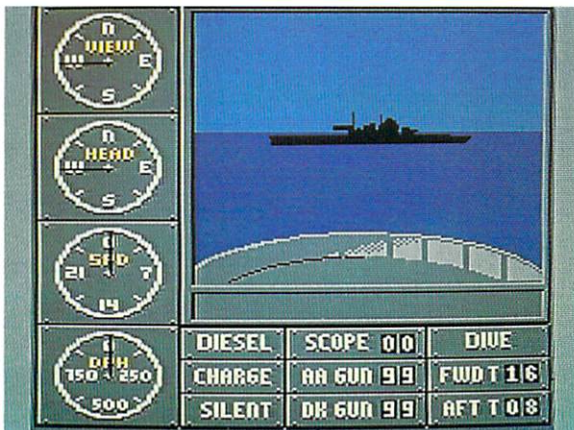 N
VIEW
W E
S
N
HEAD
W E
S
0
SPD
21 7
14
0
DPH
750 250
500
DIESEL SCOPE 00 DIVE
CHARGE AA GUN 99 FWD T 16
SILENT DK GUN 99 AFT T 08